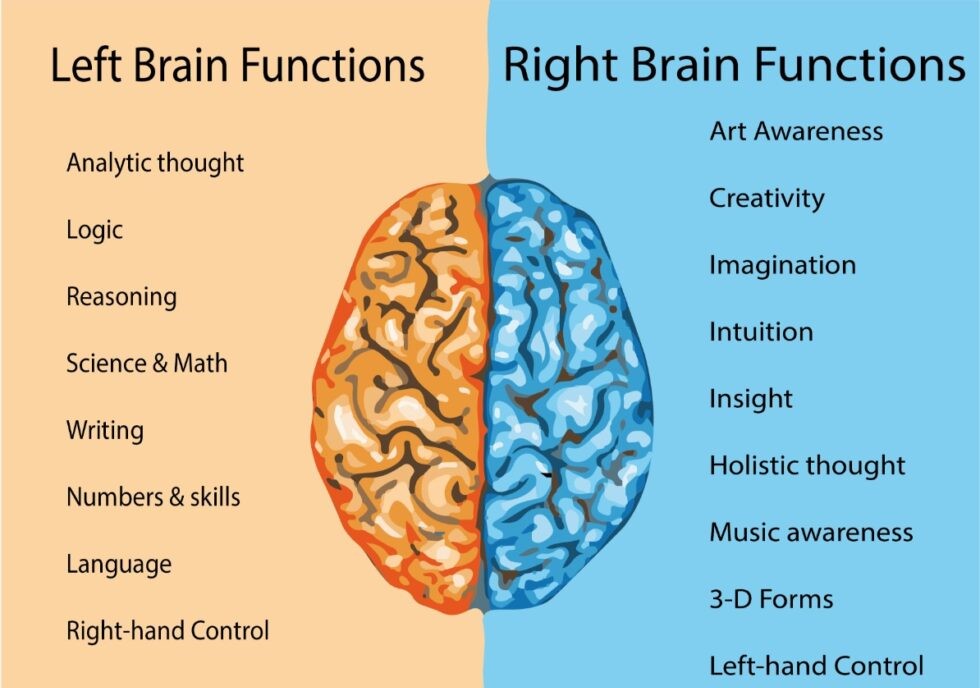 Left Brain Functions
Analytic thought
Logic
Reasoning
Science & Math
Writing
Numbers & skills
Language
Right-hand Control
Right Brain Functions
Art Awareness
Creativity
Imagination
Intuition
Insight
Holistic thought
Music awareness
3-D Forms
Left-hand Control